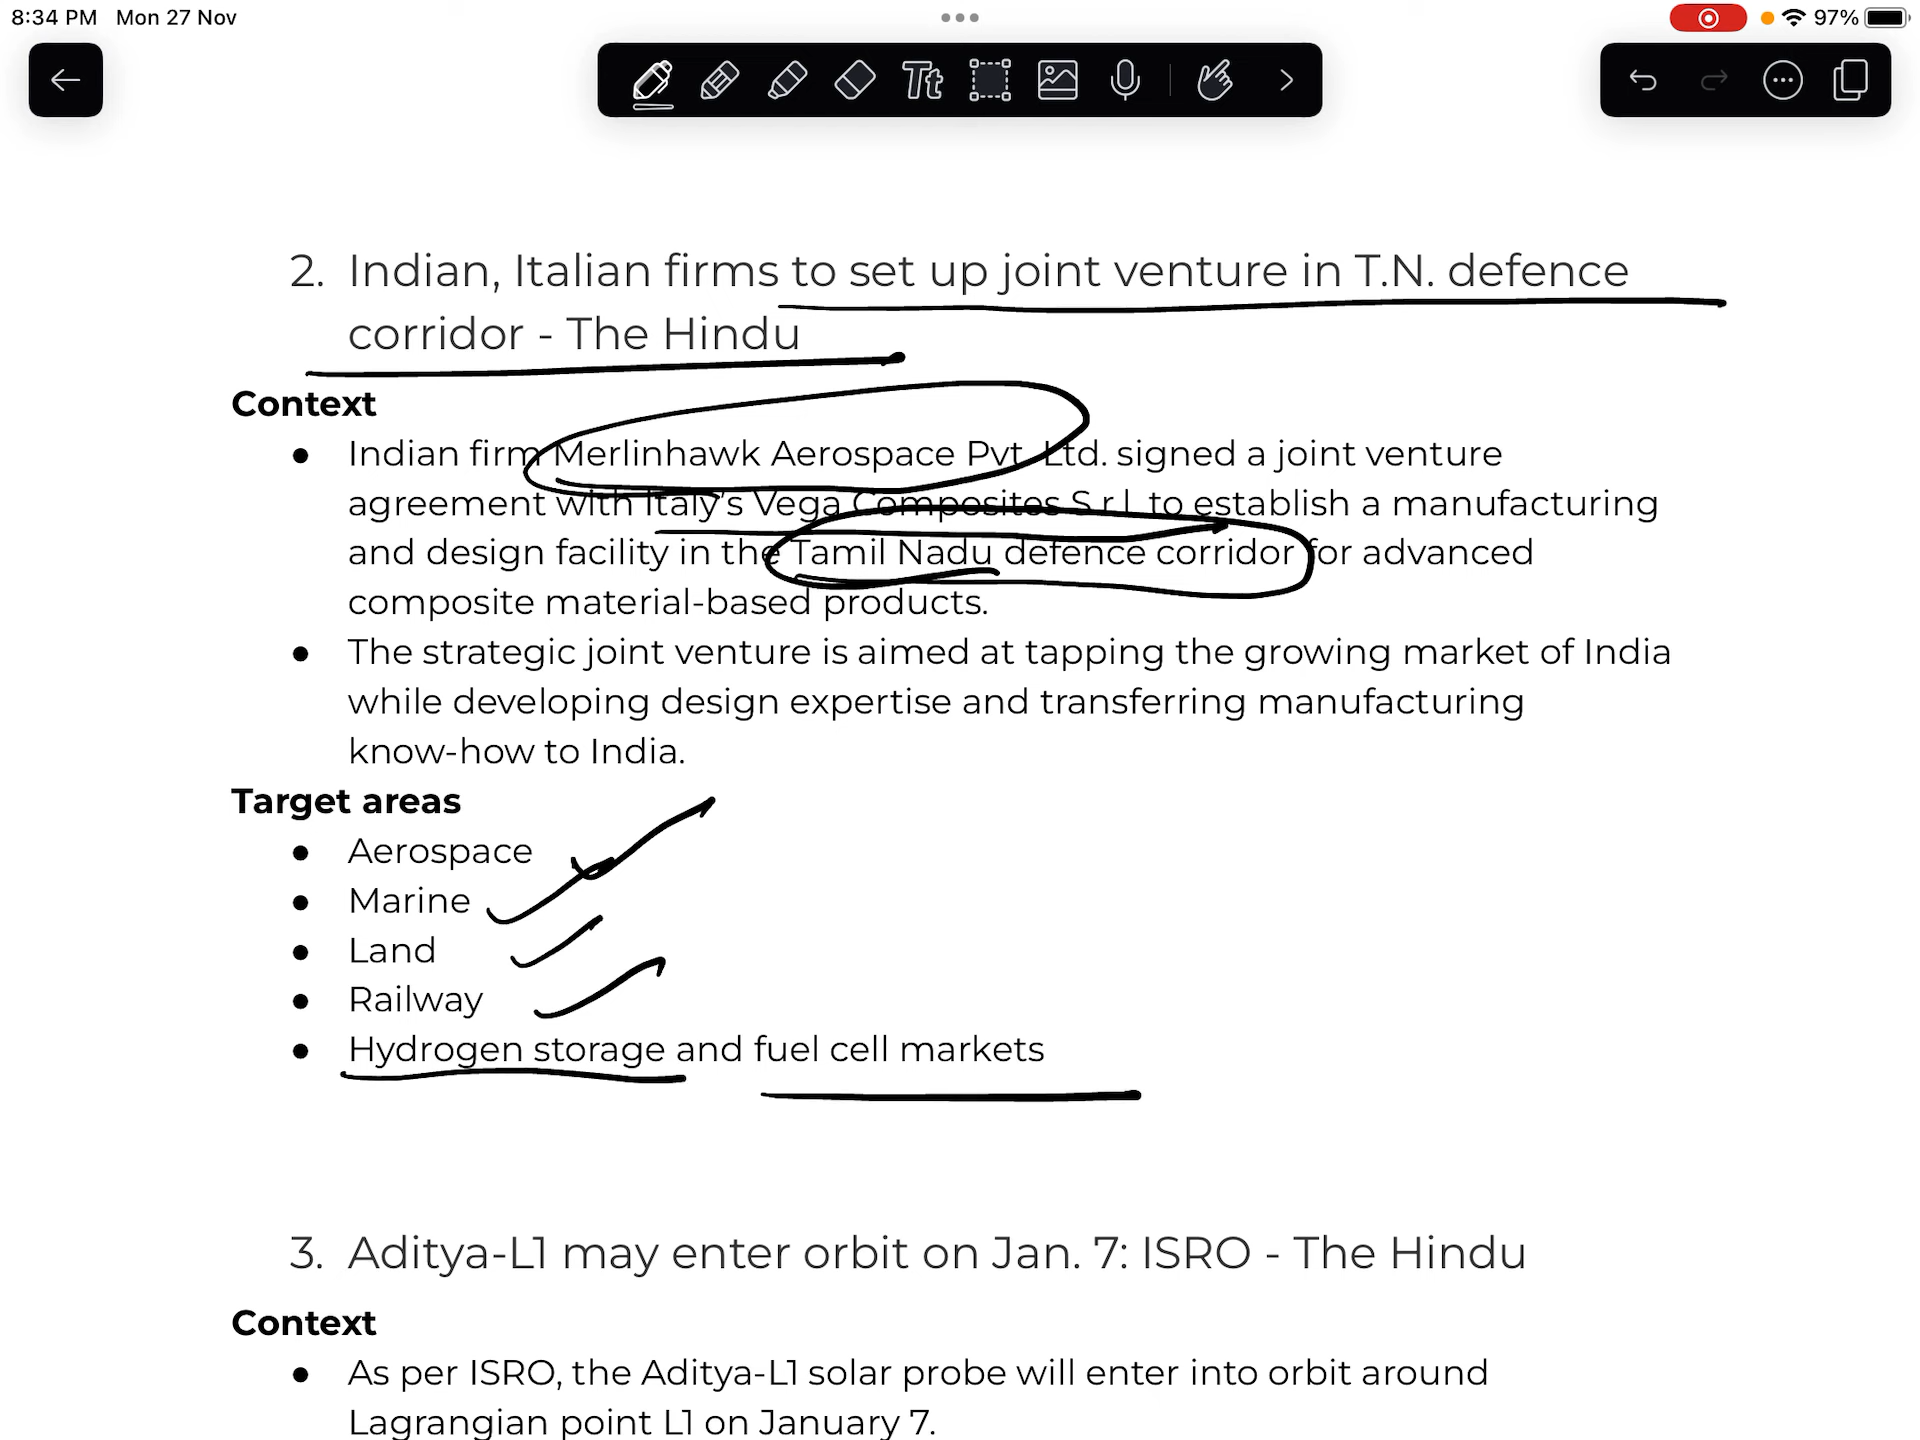 8:34 PM Mon 27 Nov
97%
Tt
2. Indian, Italian firms to set up joint venture in T.N. defence
corridor - The Hindu
Context
● Indian firm Merlinhawk Aerospace Pvt. Ltd. signed a joint venture
agreement with Italy's Vega Composites S.r.l. to establish a manufacturing
and design facility in the Tamil Nadu defence corridor for advanced
composite material-based products.
● The strategic joint venture is aimed at tapping the growing market of India
while developing design expertise and transferring manufacturing
know-how to India.
Target areas
● Aerospace
● Marine
● Land
● Railway
● Hydrogen storage and fuel cell markets
3. Aditya-L1 may enter orbit on Jan. 7: ISRO - The Hindu
Context
● As per ISRO, the Aditya-L1 solar probe will enter into orbit around
Lagrangian point L1 on January 7.